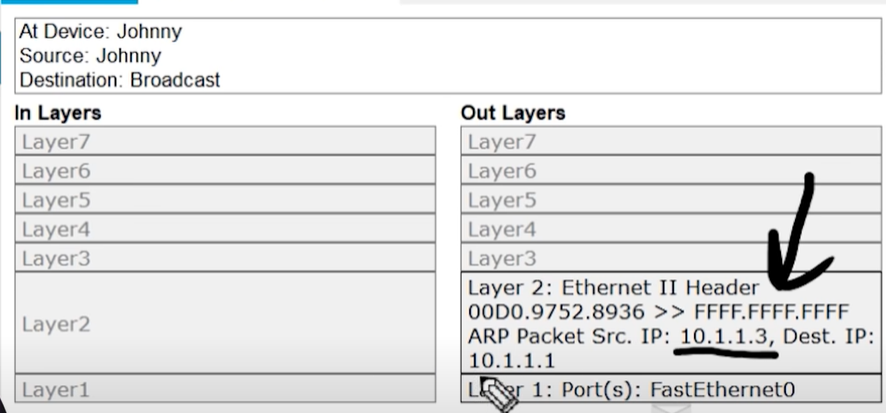 At Device: Johnny
Source: Johnny
Destination: Broadcast
In Layers
Layer7
Layer6
Layer5
Layer4
Layer3
Layer2
Layer1
Out Layers
Layer7
Layer6
Layer5
Layer4
Layer3
Layer 2: Ethernet II Header
00D0.9752.8936 >> FFFF.FFFF.FFFF
ARP Packet Src. IP: 10.1.1.3, Dest. IP:
10.1.1.1
Layer 1: Port(s): FastEthernet0